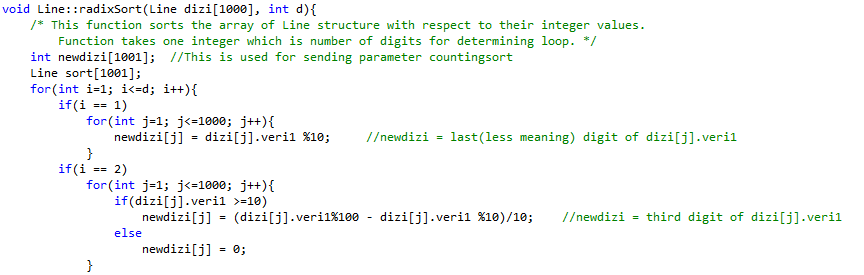 void Line::radixSort(Line dizi[1000], int d){
/* This function sorts the array of Line structure with respect to their integer values.
Function takes one integer which is number of digits for determining loop. */
int newdizi[1001];  //This is used for sending parameter countingsort
Line sort[1001];
for(int i=1; i<=d; i++){
if(i == 1)
for(int j=1; j<=1000; j++){
newdizi[j] = dizi[j].veri1 %10;     //newdizi = last(less meaning) digit of dizi[j].veri1
}
if(i == 2)
for(int j=1; j<=1000; j++){
if(dizi[j].veri1 >=10)
newdizi[j] = (dizi[j].veri1%100 - dizi[j].veri1 %10)/10;    //newdizi = third digit of dizi[j].veri1
else
newdizi[j] = 0;
}